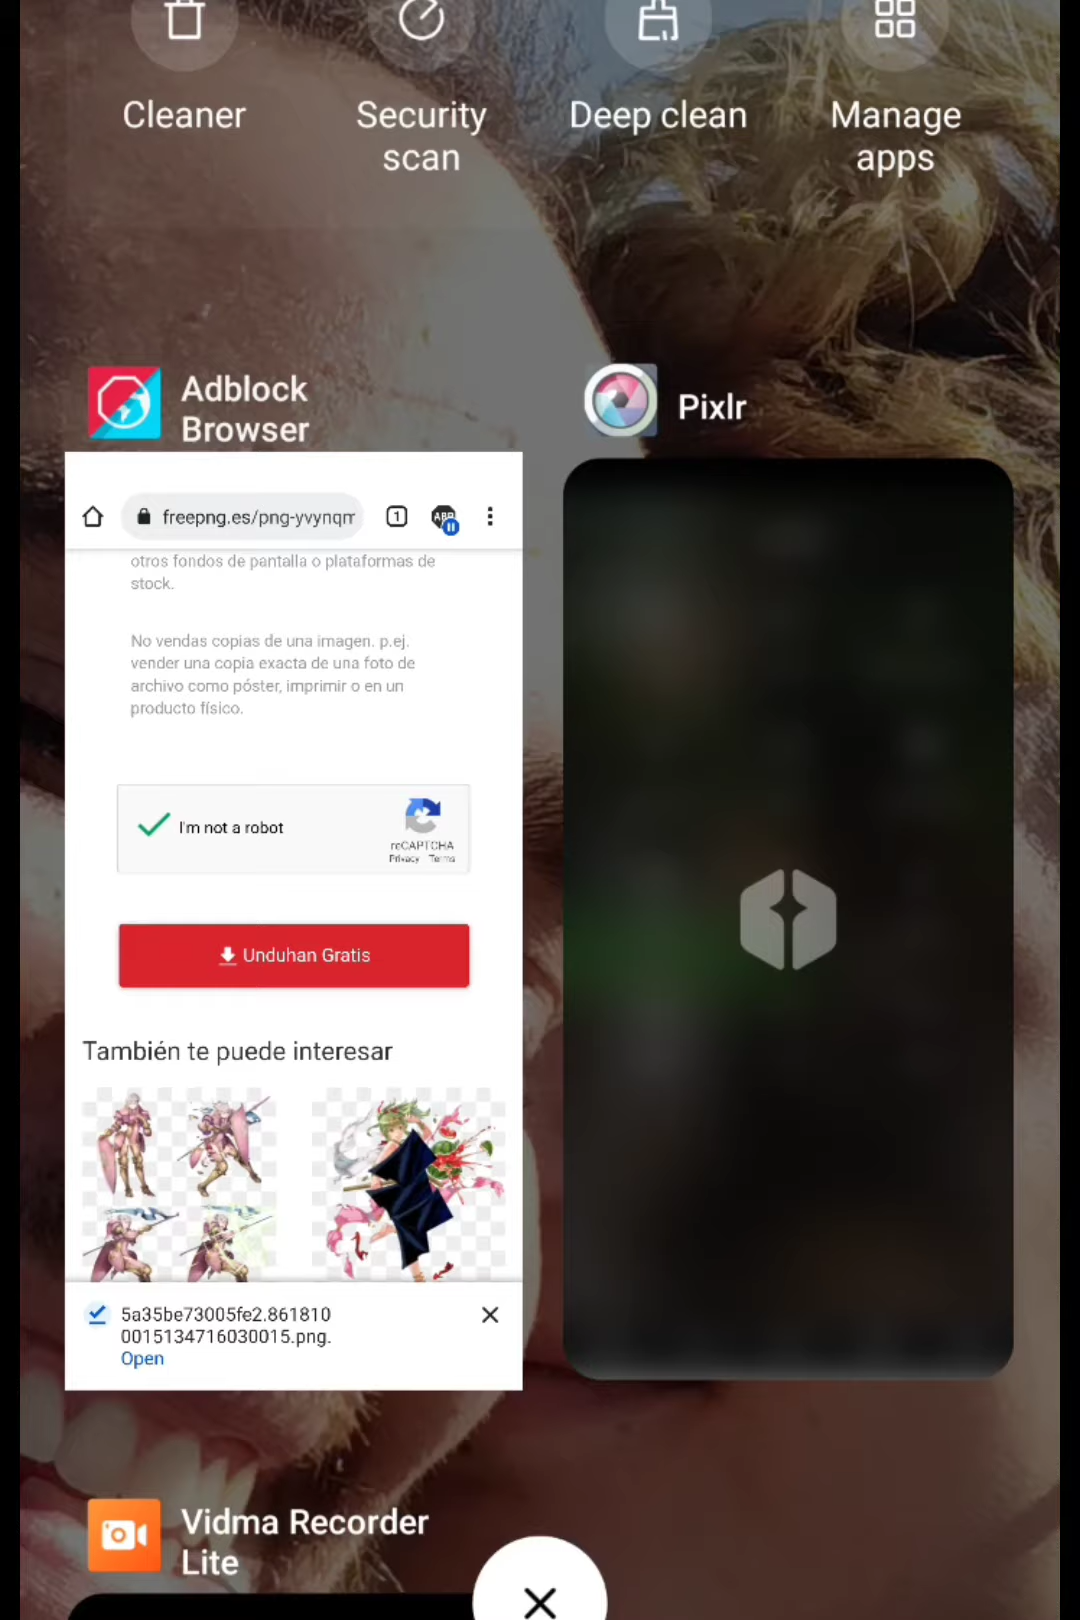 Cleaner
Security
scan
Deep clean
Manage
apps
Adblock
Browser
Pixlr
freepng.es/png-yvynqm
1
ABP
otros fondos de pantalla o plataformas de
stock.
No vendas copias de una imagen. p.ej.
vender una copia exacta de una foto de
archivo como póster, imprimir o en un
producto físico.
I'm not a robot
reCAPTCHA
Privacy Terms
Unduhan Gratis
También te puede interesar
5a35be73005fe2.861810
0015134716030015.png.
Open
Vidma Recorder
Lite